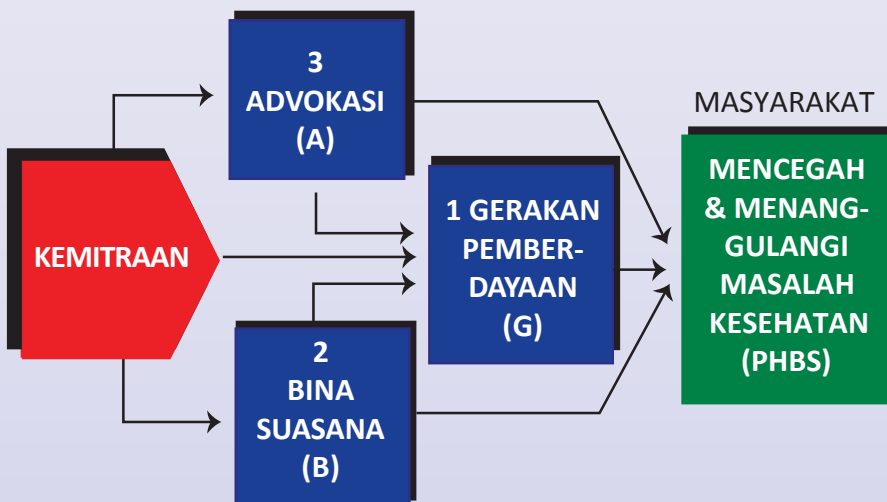 KEMITRAAN
3
ADVOKASI
(A)
1 GERAKAN
PEMBER-
DAYAAN
(G)
2
BINA
SUASANA
(B)
MASYARAKAT
MENCEGAH
& MENANG-
GULANGI
MASALAH
KESEHATAN
(PHBS)